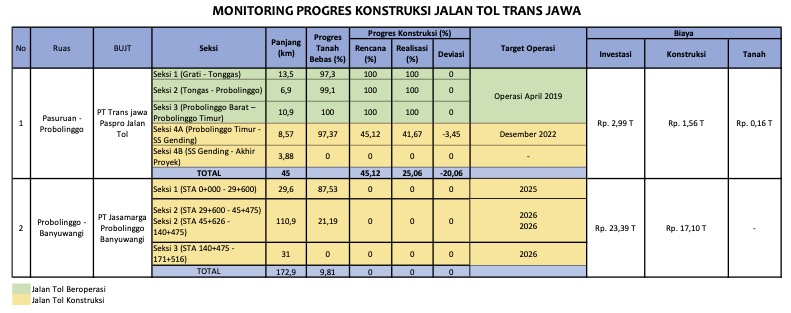 MONITORING PROGRES KONSTRUKSI JALAN TOL TRANS JAWA
No Ruas BUJT Seksi Panjang (km) Progres Tanah Bebas (%) Progres Konstruksi (%) Target Operasi Biaya
Rencana (%) Realisasi (%) Deviasi Investasi Konstruksi Tanah
1 Pasuruan - Probolinggo PT Trans jawa Paspro Jalan Tol
Seksi 1 (Grati - Tonggas) 13,5 97,3 100 100 0
Seksi 2 (Tongas - Probolinggo) 6,9 99,1 100 100 0 Operasi April 2019
Seksi 3 (Probolinggo Barat –
Probolinggo Timur) 10,9 100 100 100 0
Seksi 4A (Probolinggo Timur -
SS Gending) 8,57 97,37 45,12 41,67 -3,45 Desember 2022 Rp. 2,99 T Rp. 1,56 T Rp. 0,16 T
Seksi 4B (SS Gending - Akhir
Proyek) 3,88 0 0 0 0 -
TOTAL 45 45,12 25,06 -20,06
2 Probolinggo - Banyuwangi PT Jasamarga Probolinggo Banyuwangi
Seksi 1 (STA 0+000 - 29+600) 29,6 87,53 0 0 0 2025
Seksi 2 (STA 29+600 - 45+475) 2026
Seksi 2 (STA 45+626 -
140+475) 110,9 21,19 0 0 0 2026 Rp. 23,39 T Rp. 17,10 T -
Seksi 3 (STA 140+475 -
171+516) 31 0 0 0 0 2026
TOTAL 172,9 9,81 0 0 0
Jalan Tol Beroperasi
Jalan Tol Konstruksi